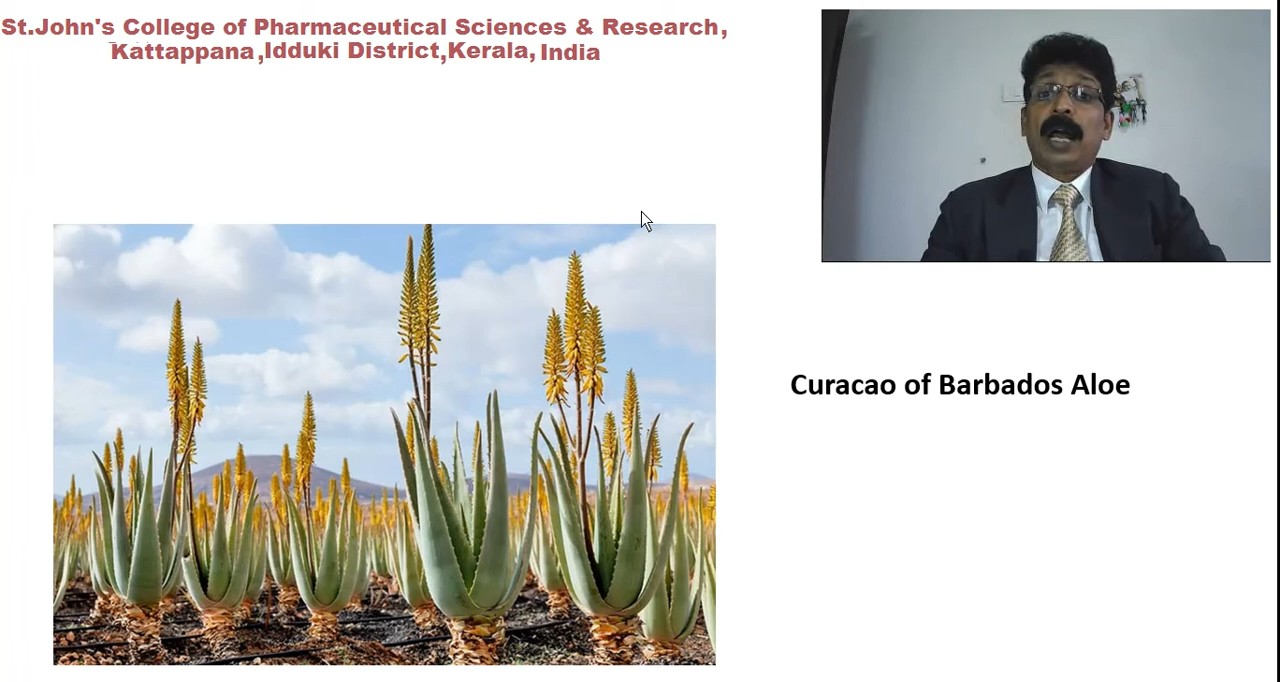 St.John's College of Pharmaceutical Sciences & Research,
Kattappana,Idduki District,Kerala, India
Curacao of Barbados Aloe